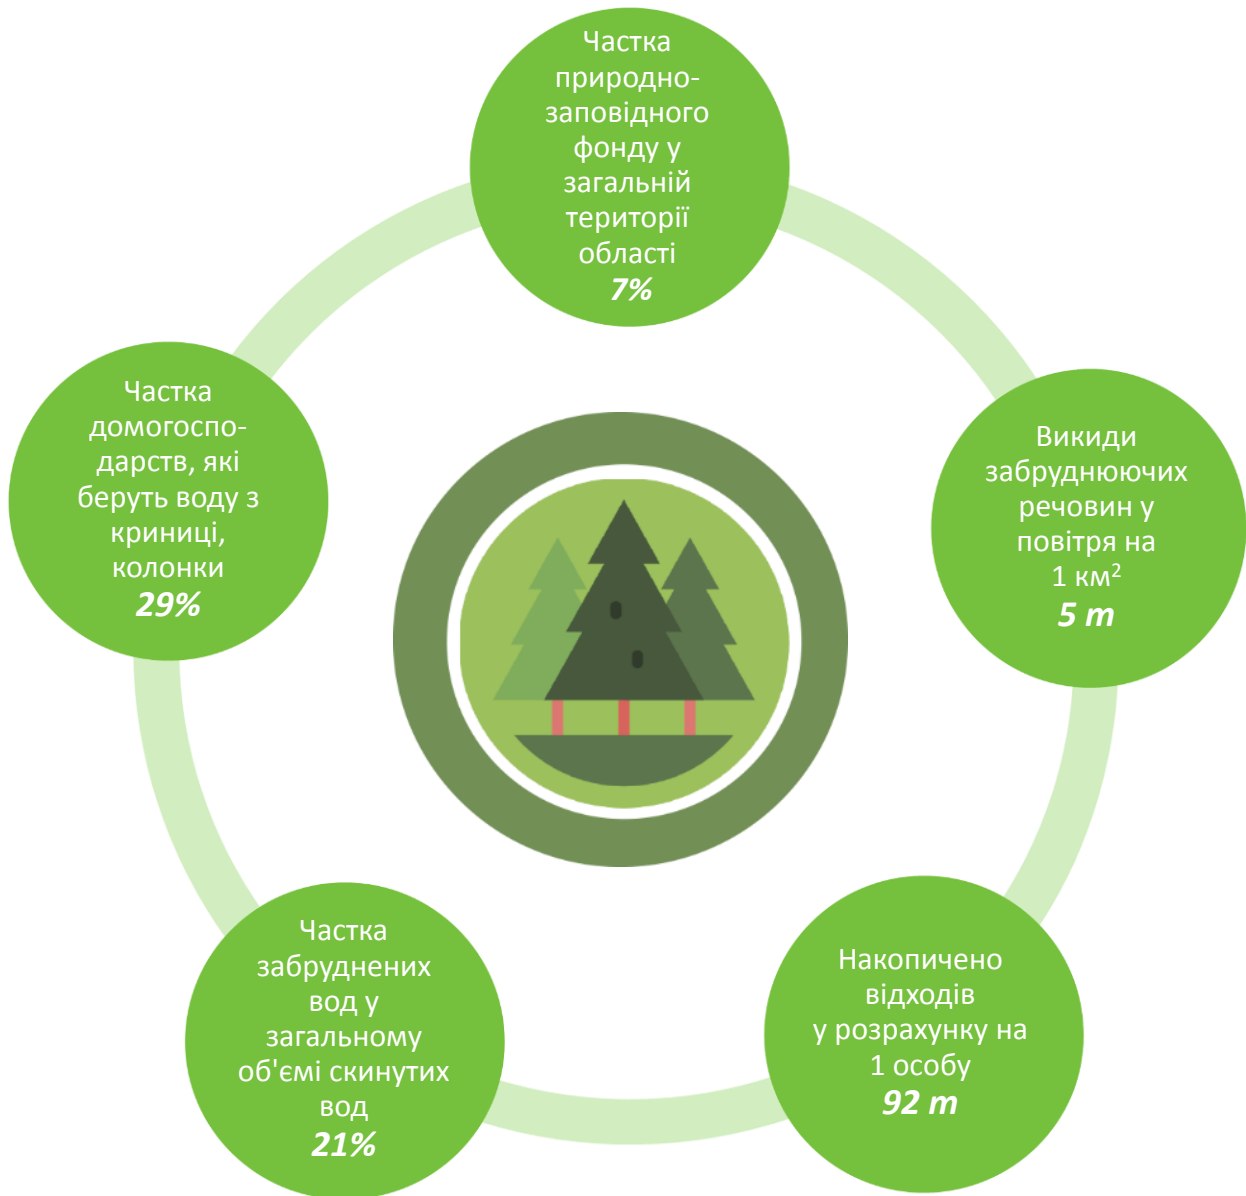 Частка
природно-
заповідного
фонду у
загальній
території
області
7%
Викиди
забруднюючих
речовин у
повітря на
1 км²
5 т
Накопичено
відходів
у розрахунку на
1 особу
92 т
Частка
забруднених
вод у
загальному
об'ємі скинутих
вод
21%
Частка
домогоспо-
дарств, які
беруть воду з
криниці,
колонки
29%